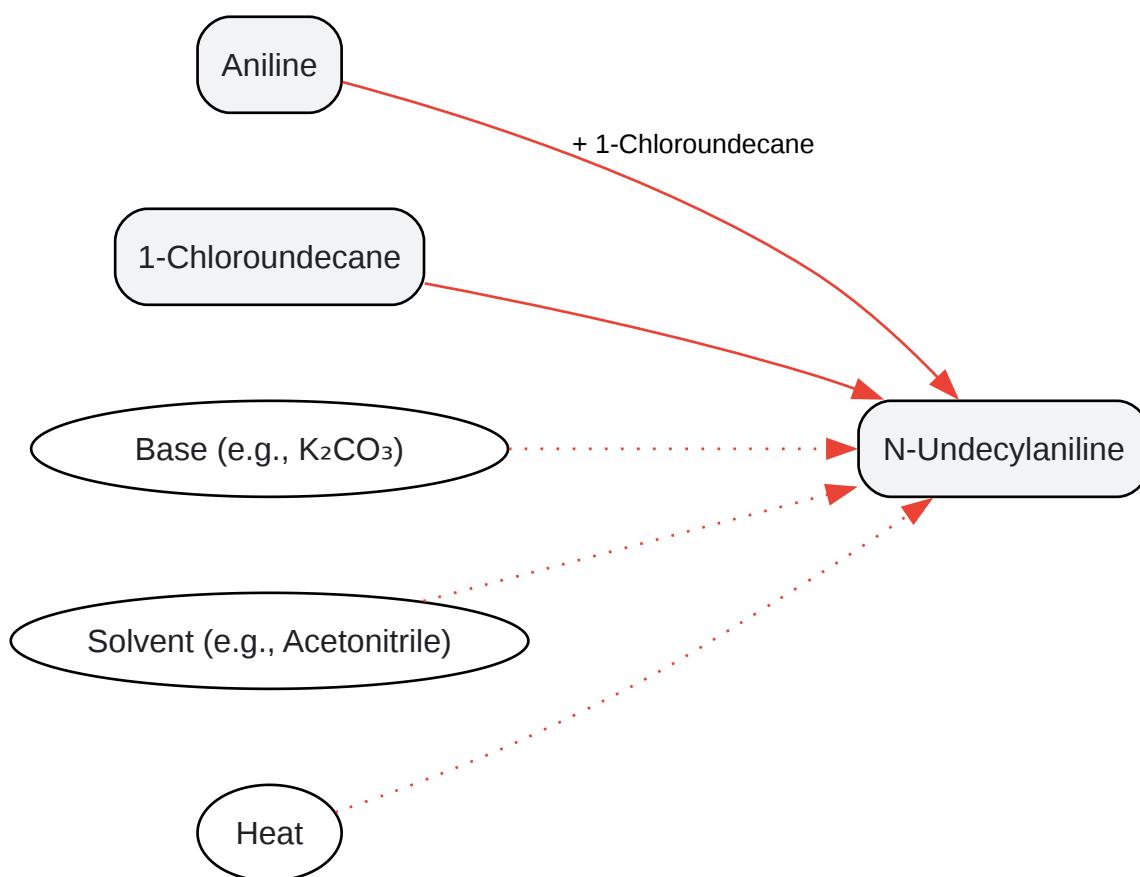 Aniline
+ 1-Chloroundecane
1-Chloroundecane
Base (e.g., K₂CO₃)
N-Undecylaniline
Solvent (e.g., Acetonitrile)
Heat